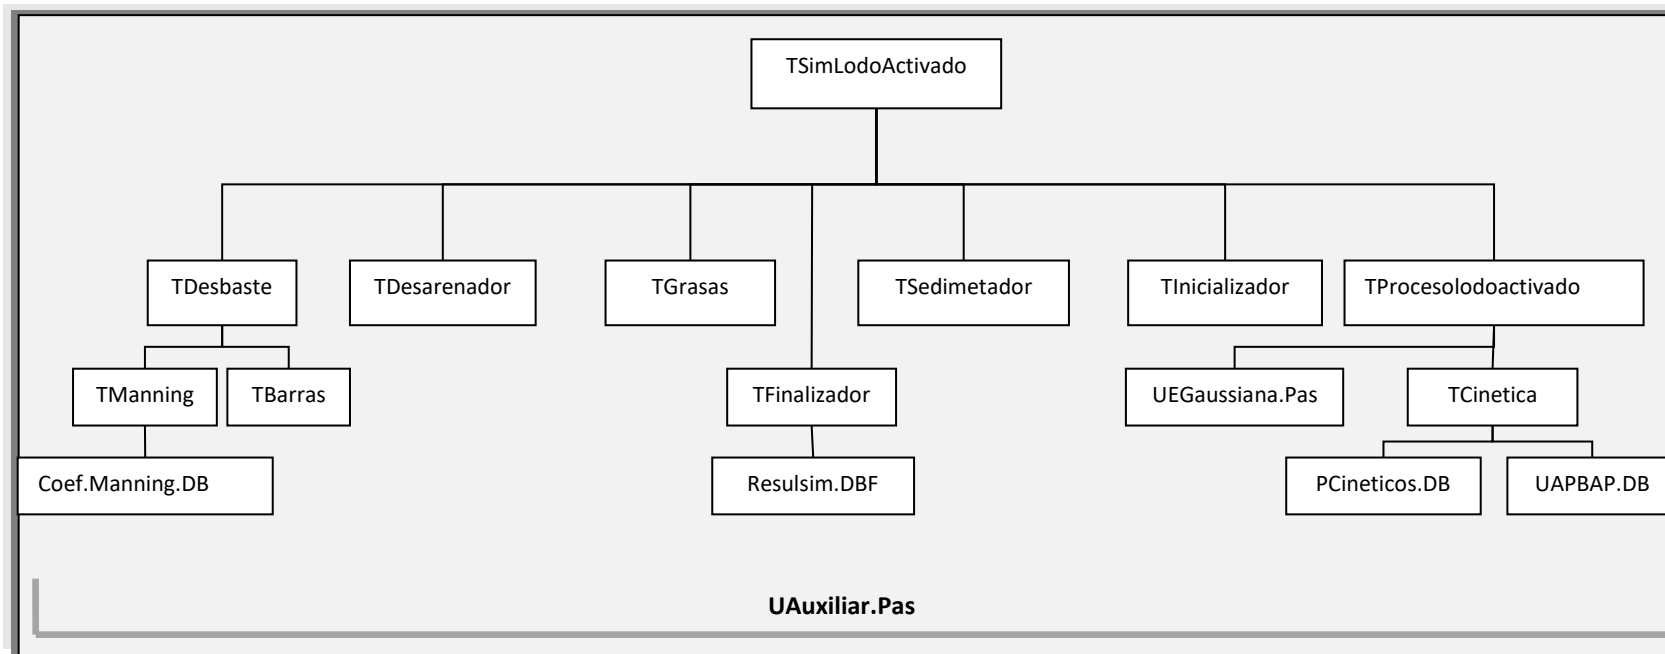 TSimLodoActivado
TDesbaste
TDesarenador
TGrasas
TSedimetador
TInicializador
TProcesolodoactivado
TManning
TBarras
TFinalizador
UEGaussiana.Pas
TCinetica
Coef.Manning.DB
Resulsim.DBF
PCineticos.DB
UAPBAP.DB
UAuxiliar.Pas